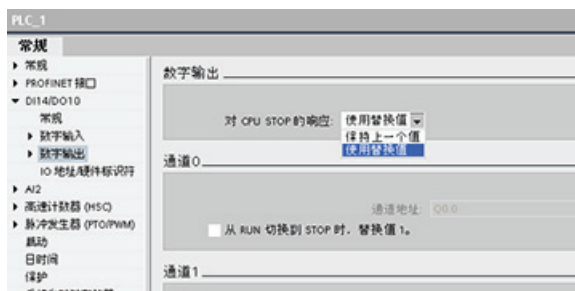 PLC_1
常规
常规
PROFINET 接口
DI14/DO10
常规
数字输入
数字输出
IO 地址/硬件标识符
AI2
高速计数器 (HSC)
脉冲发生器 (PTO/PWM)
启动
日时间
保护
数字输出
对 CPU STOP 的响应: 使用替换值
保持上一个值
使用替换值
通道0
通道地址: Q0.0
从 RUN 切换到 STOP 时，替换值 1。
通道1